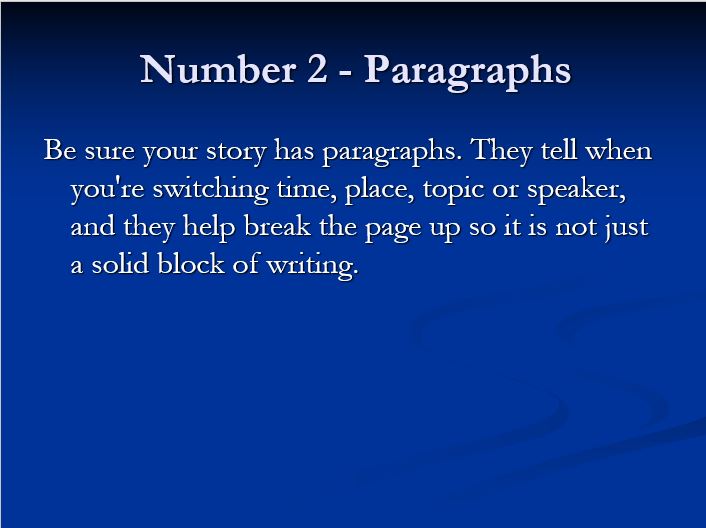 Number 2 - Paragraphs
Be sure your story has paragraphs. They tell when
you're switching time, place, topic or speaker,
and they help break the page up so it is not just
a solid block of writing.